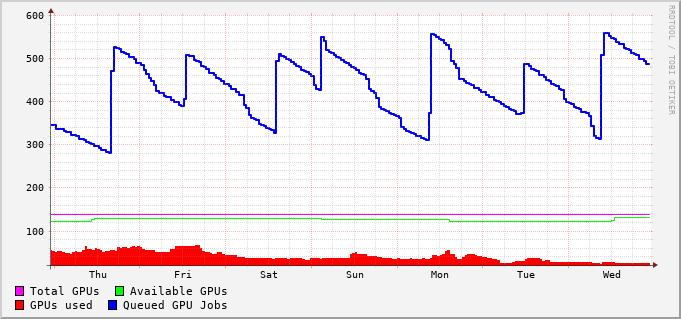 600
500
400
300
200
100
Thu Fri Sat Sun Mon Tue Wed
Total GPUs Available GPUs
GPUs used Queued GPU Jobs
RRDTOOL / TOBI OETIKER